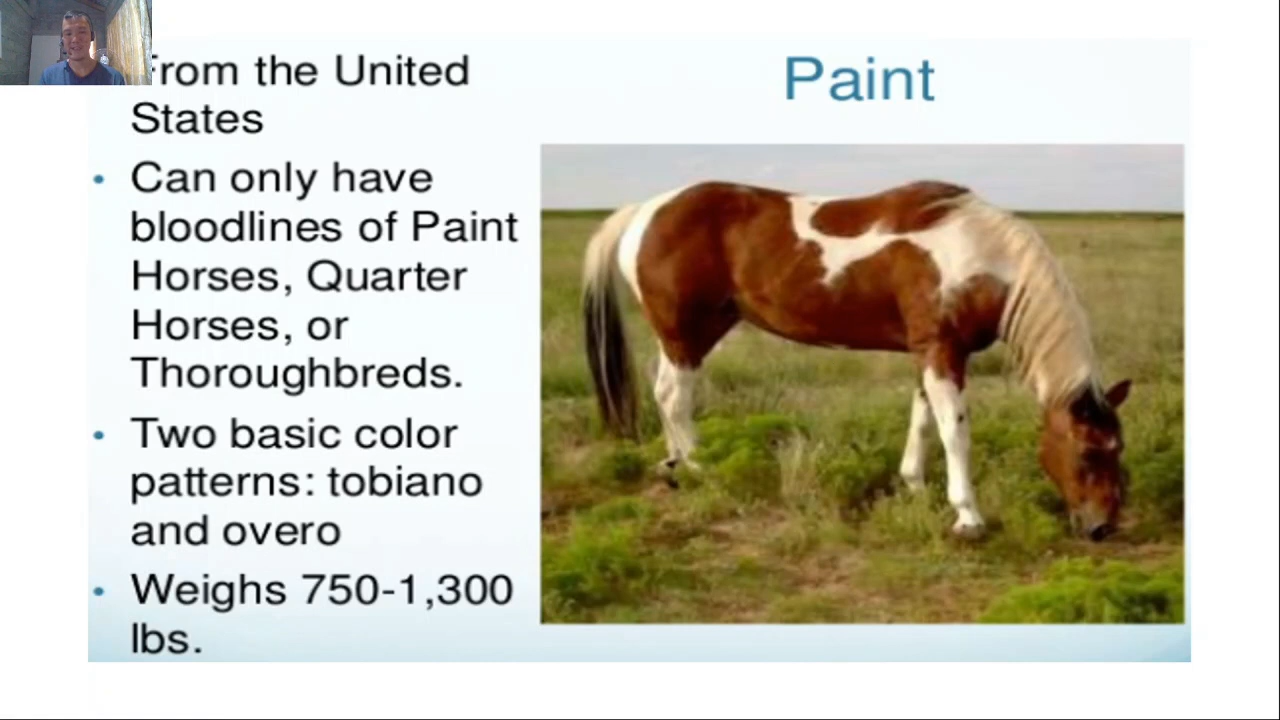 From the United
States
• Can only have
bloodlines of Paint
Horses, Quarter
Horses, or
Thoroughbreds.
• Two basic color
patterns: tobiano
and overo
• Weighs 750-1,300
lbs.
Paint